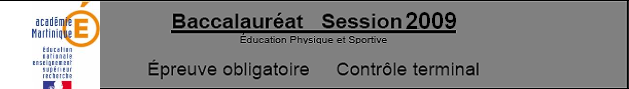 académie
Martinique
É
éducation
nationale
enseignement
supérieur
recherche
Baccalauréat Session 2009
Éducation Physique et Sportive
Épreuve obligatoire Contrôle terminal